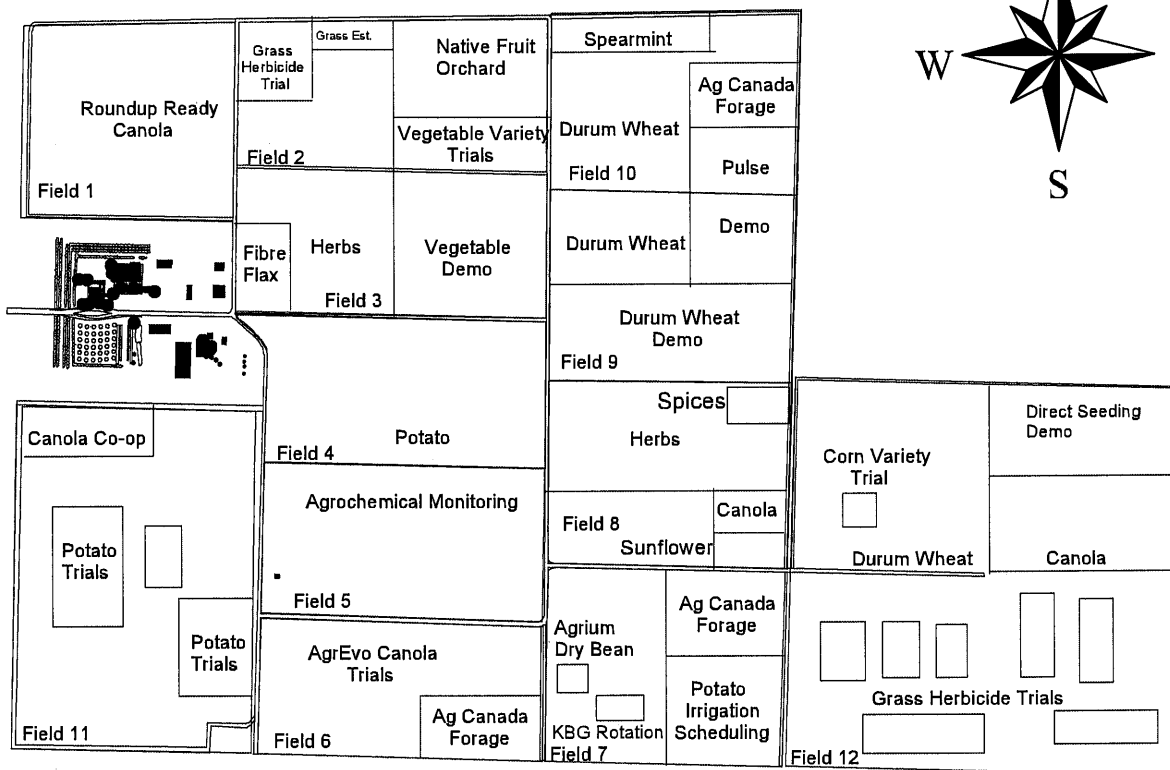 Roundup Ready
Canola
Field 1
Grass
Herbicide
Trial
Grass Est.
Native Fruit
Orchard
Vegetable Variety
Trials
Field 2
Spearmint
Ag Canada
Forage
Durum Wheat
Field 10
Pulse
W
S
Fibre
Flax
Herbs
Field 3
Vegetable
Demo
Durum Wheat
Demo
Durum Wheat
Demo
Field 9
Potato
Field 4
Spices
Herbs
Canola Co-op
Agrochemical Monitoring
Field 5
Field 8
Canola
Sunflower
Corn Variety
Trial
Durum Wheat
Direct Seeding
Demo
Canola
Potato
Trials
Potato
Trials
Field 11
AgrEvo Canola
Trials
Ag Canada
Forage
Field 6
Agrium
Dry Bean
KBG Rotation
Field 7
Ag Canada
Forage
Potato
Irrigation
Scheduling
Grass Herbicide Trials
Field 12